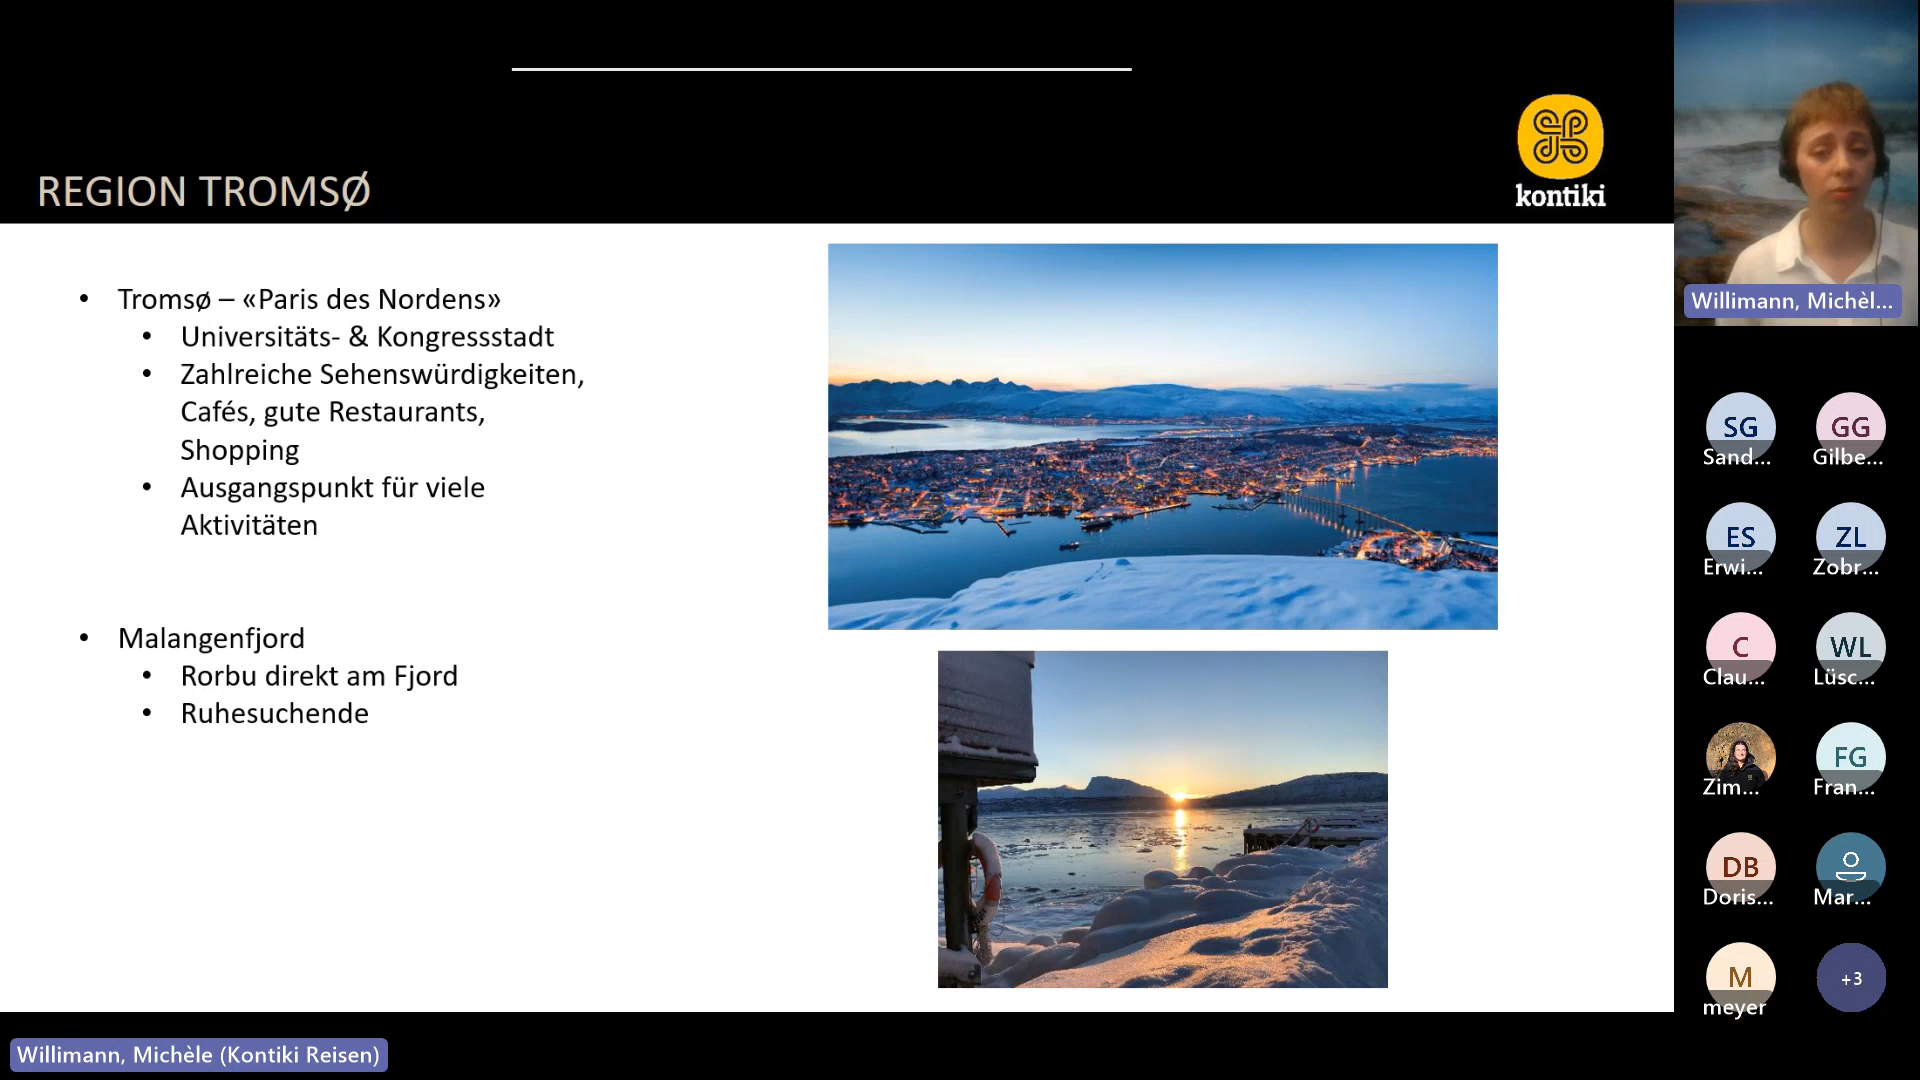 REGION TROMSØ
kontiki
• Tromsø – «Paris des Nordens»
• Universitäts- & Kongressstadt
• Zahlreiche Sehenswürdigkeiten,
Cafés, gute Restaurants,
Shopping
• Ausgangspunkt für viele
Aktivitäten
• Malangenfjord
• Rorbu direkt am Fjord
• Ruhesuchende
Willimann, Michèl...
SG
Sand...
GG
Gilbe...
ES
Erwi...
ZL
Zobr...
C
Clau...
WL
Lüsc...
Zim...
FG
Fran...
DB
Doris...
Mar...
M
meyer
+3
Willimann, Michèle (Kontiki Reisen)